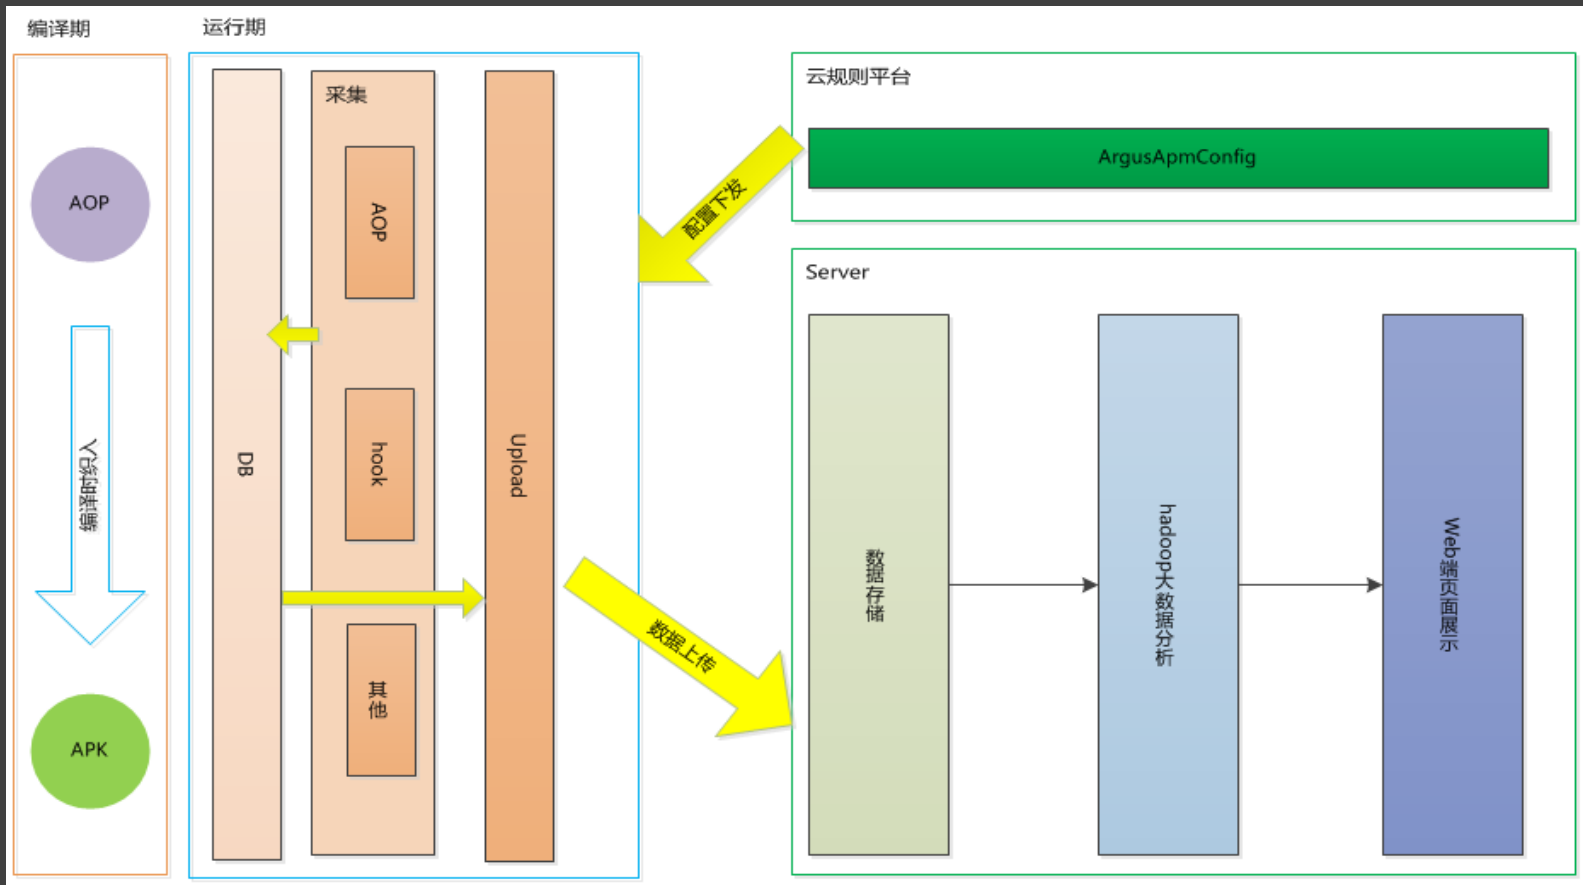 编译期
AOP
编译时织入
APK
运行期
DB
采集
AOP
hook
其他
Upload
配置下发
数据上传
云规则平台
ArgusApmConfig
Server
数据存储
hadoop大数据分析
Web端页面展示